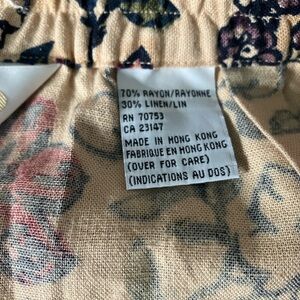 70% RAYON/RAYONNE
30% LINEN/LIN
RN 70753
CA 23147
MADE IN HONG KONG
FABRIQUE EN HONG KONG
(OVER FOR CARE)
(INDICATIONS AU DOS)